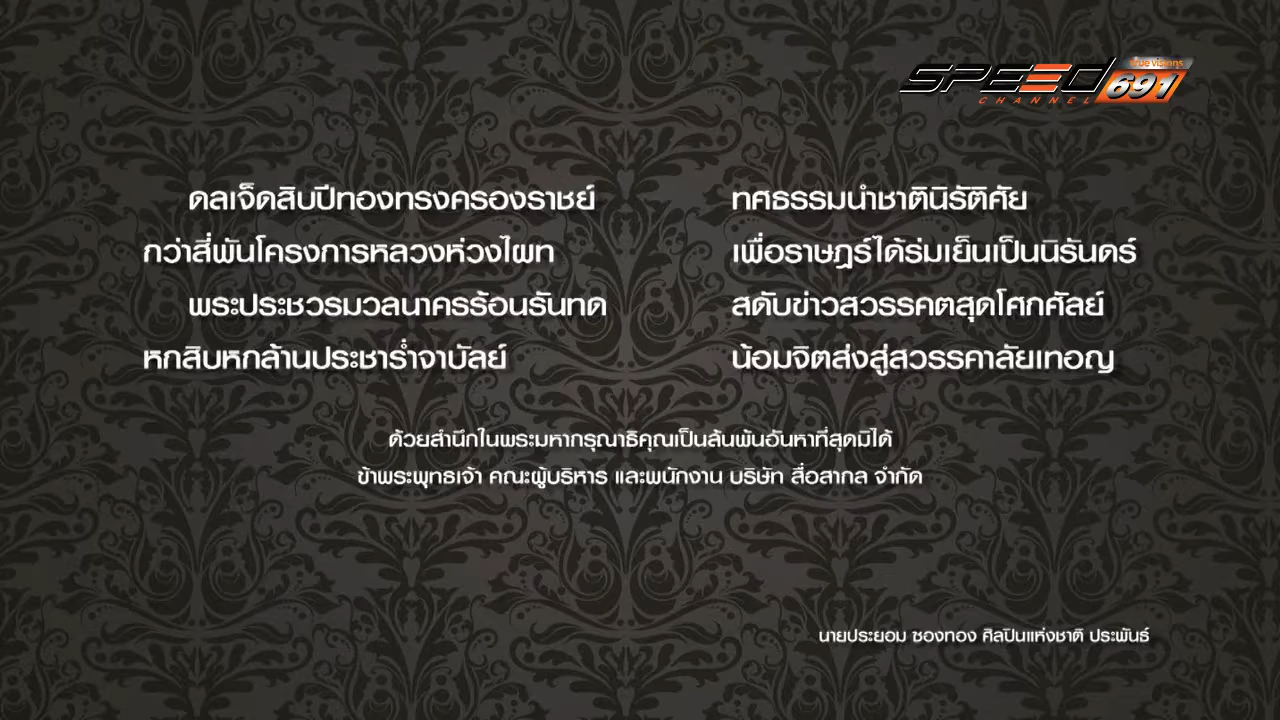 true visions
SPEED 691
CHANNEL
ดลเจ็ดสิบปีทองทรงครองราชย์ ทศธรรมนำชาตินิรัติศัย
กว่าสี่พันโครงการหลวงห่วงไผท เพื่อราษฎร์ได้ร่มเย็นเป็นนิรันดร์
พระประชวรมวลนาครร้อนรันทด สดับข่าวสวรรคตสุดโศกศัลย์
หกสิบหกล้านประชาร่ำจาบัลย์ น้อมจิตส่งสู่สวรรคาลัยเทอญ
ด้วยสำนึกในพระมหากรุณาธิคุณเป็นล้นพ้นอันหาที่สุดมิได้
ข้าพระพุทธเจ้า คณะผู้บริหาร และพนักงาน บริษัท สื่อสากล จำกัด
นายประยอม ซองทอง ศิลปินแห่งชาติ ประพันธ์